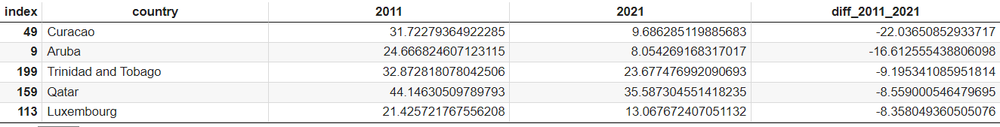 index country 2011 2021 diff_2011_2021
49 Curacao 31.72279364922285 9.686285119885683 -22.03650852933717
9 Aruba 24.666824607123115 8.054269168317017 -16.612555438806098
199 Trinidad and Tobago 32.872818078042506 23.677476992090693 -9.195341085951814
159 Qatar 44.14630509789793 35.587304551418235 -8.559000546479695
113 Luxembourg 21.425721767556208 13.067672407051132 -8.358049360505076